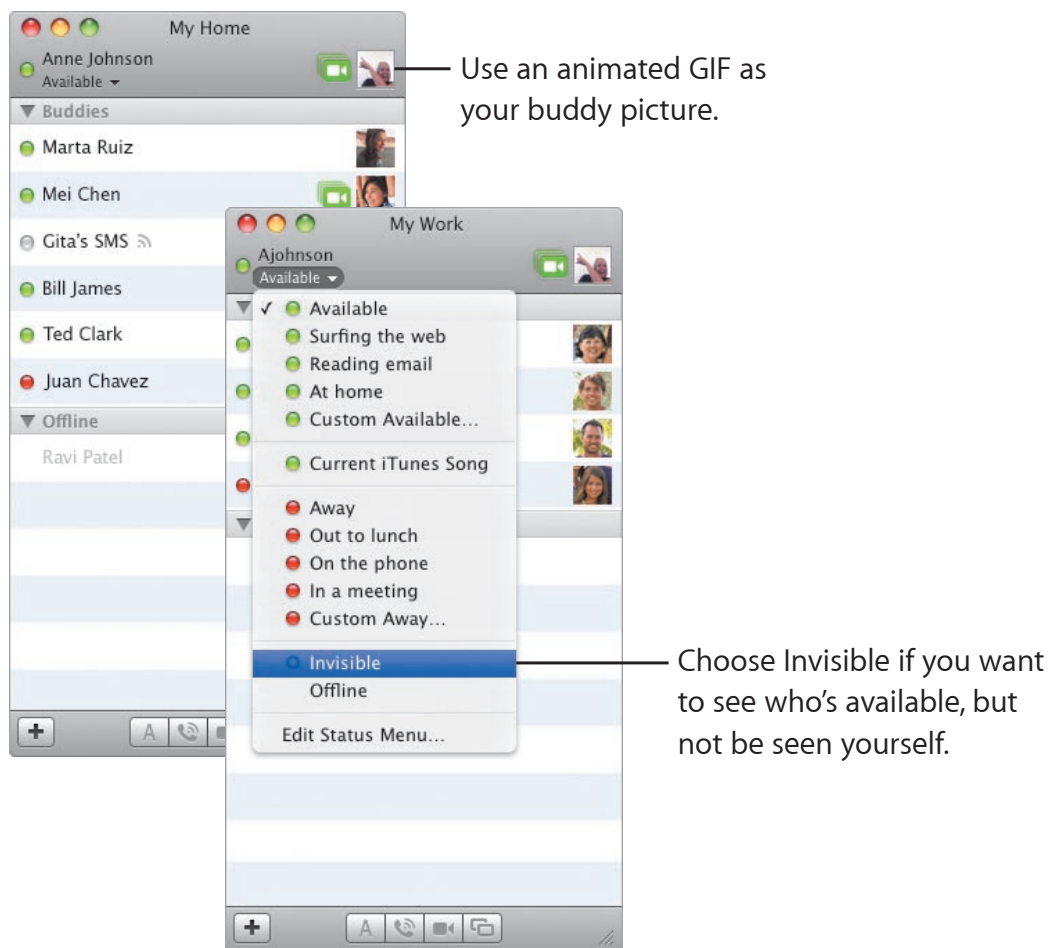 My Home
Anne Johnson
Available
Use an animated GIF as
your buddy picture.
Buddies
Marta Ruiz
Mei Chen
Gita's SMS
Bill James
Ted Clark
Juan Chavez
Offline
Ravi Patel
A
My Work
Ajohnson
Available
Available
Surfing the web
Reading email
At home
Custom Available...
Current iTunes Song
Away
Out to lunch
On the phone
In a meeting
Custom Away...
Invisible
Offline
Edit Status Menu...
A
Choose Invisible if you want
to see who’s available, but
not be seen yourself.